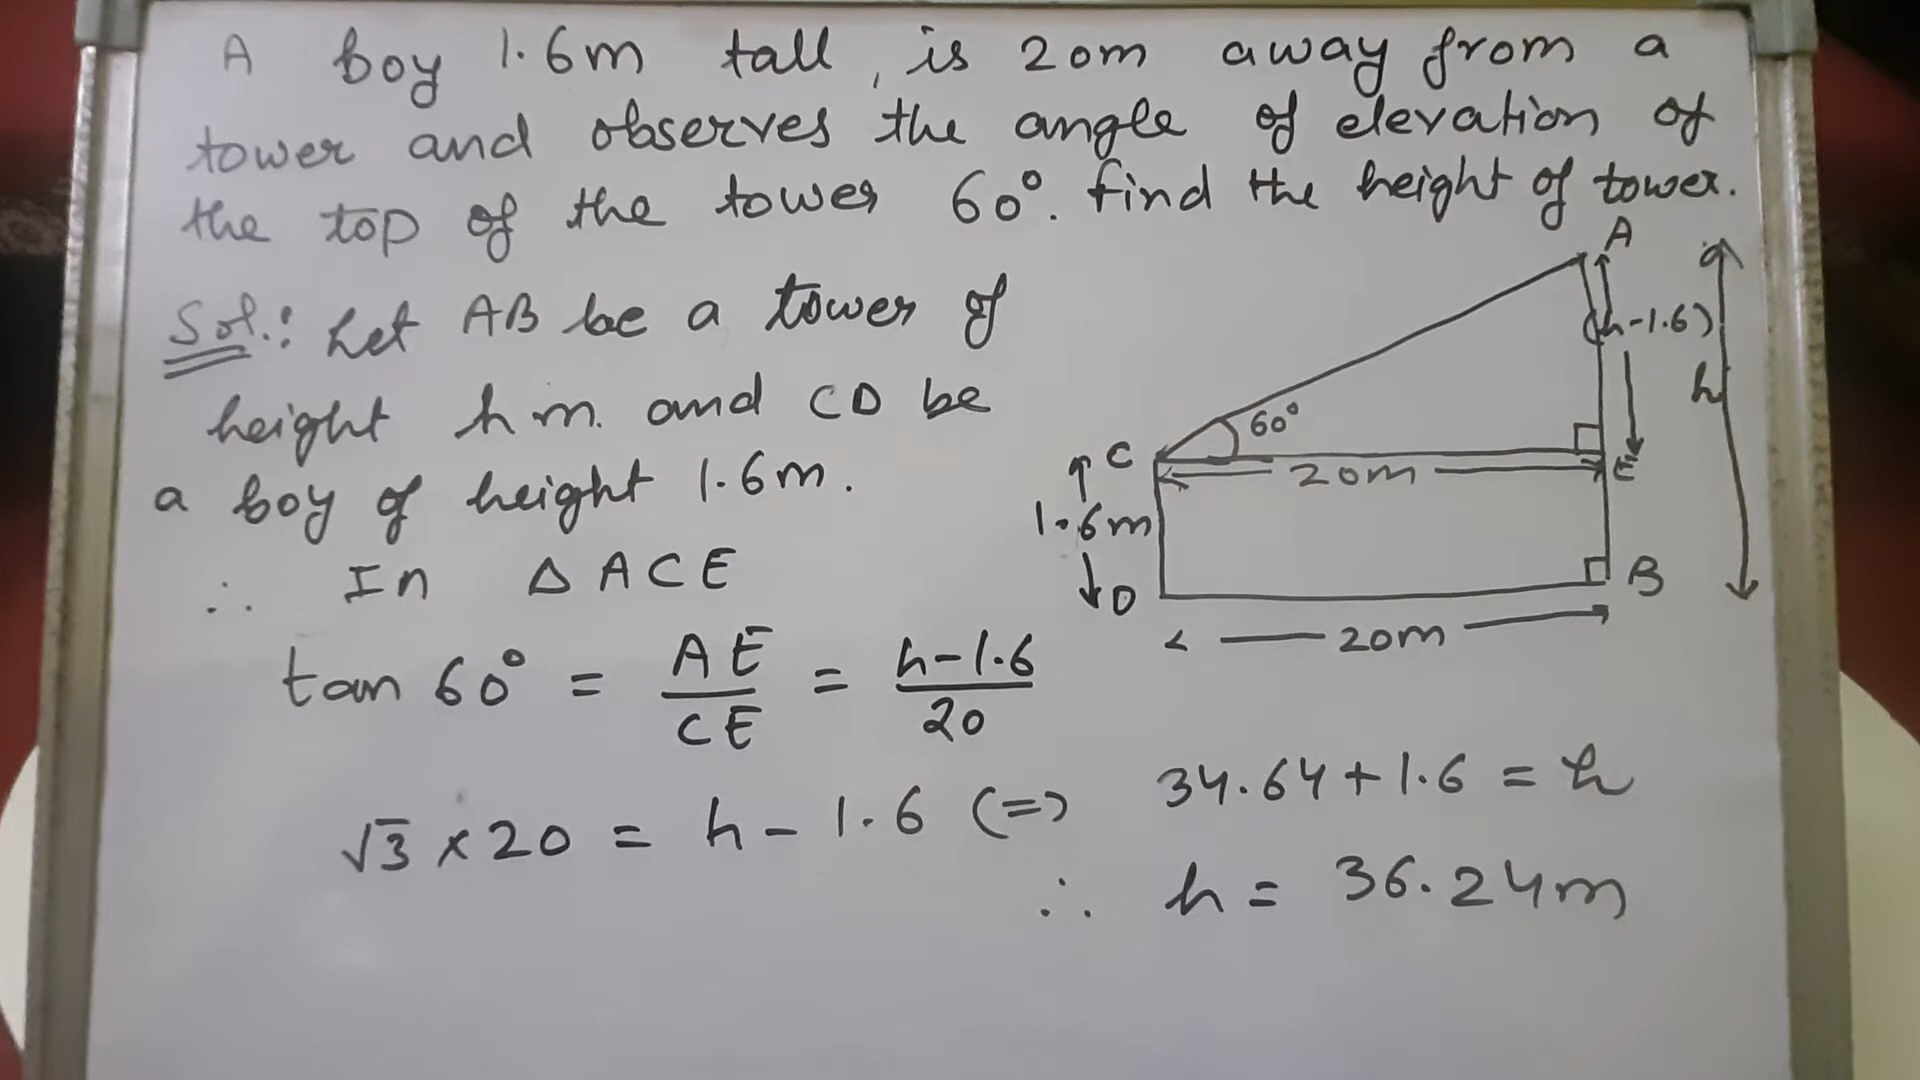 A boy 1.6m tall, is 20m away from a
tower and observes the angle of elevation of
the top of the tower 60°. find the height of tower.
Sol.: Let AB be a tower of
height h m. and CD be
a boy of height 1.6m.
∴ In △ ACE
tan 60° = AE/CE = h-1.6/20
√3 × 20 = h - 1.6 (=) 34.64 + 1.6 = h
∴ h = 36.24m
A
(h-1.6)
h
60°
C
20m
E
1.6m
D
B
20m